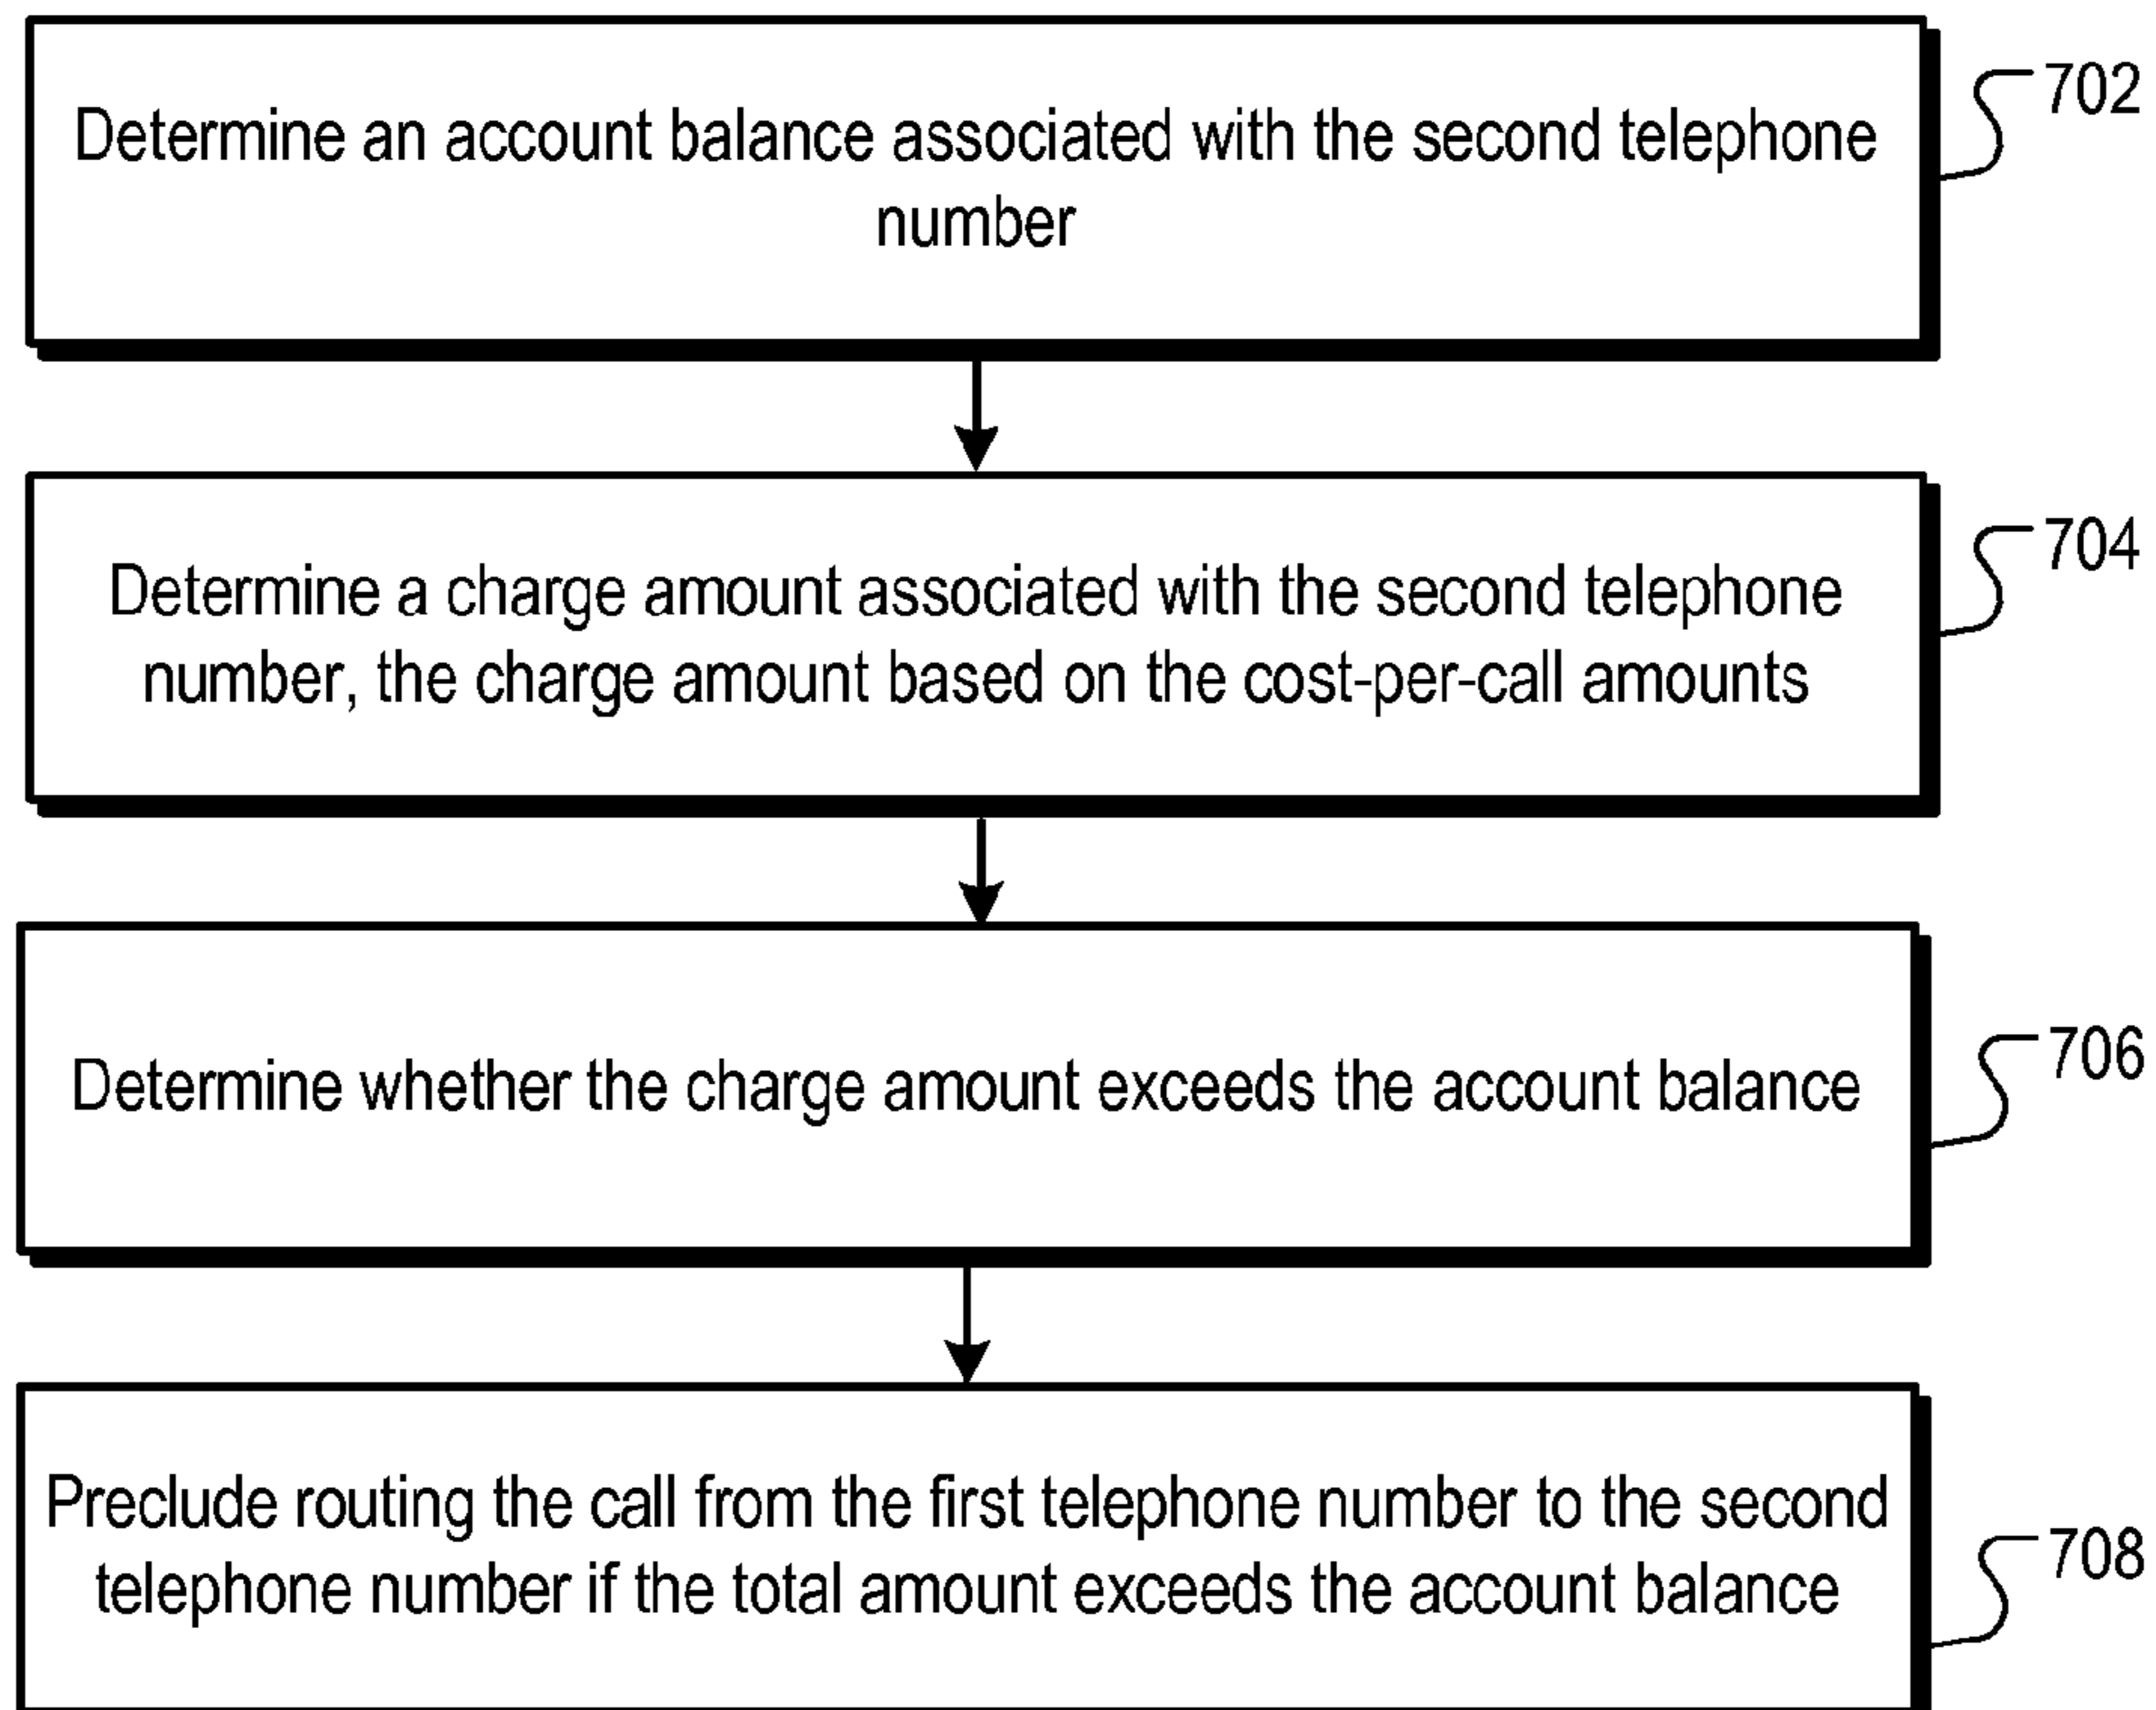 Determine an account balance associated with the second telephone
number
702
Determine a charge amount associated with the second telephone
number, the charge amount based on the cost-per-call amounts
704
Determine whether the charge amount exceeds the account balance
706
Preclude routing the call from the first telephone number to the second
telephone number if the total amount exceeds the account balance
708